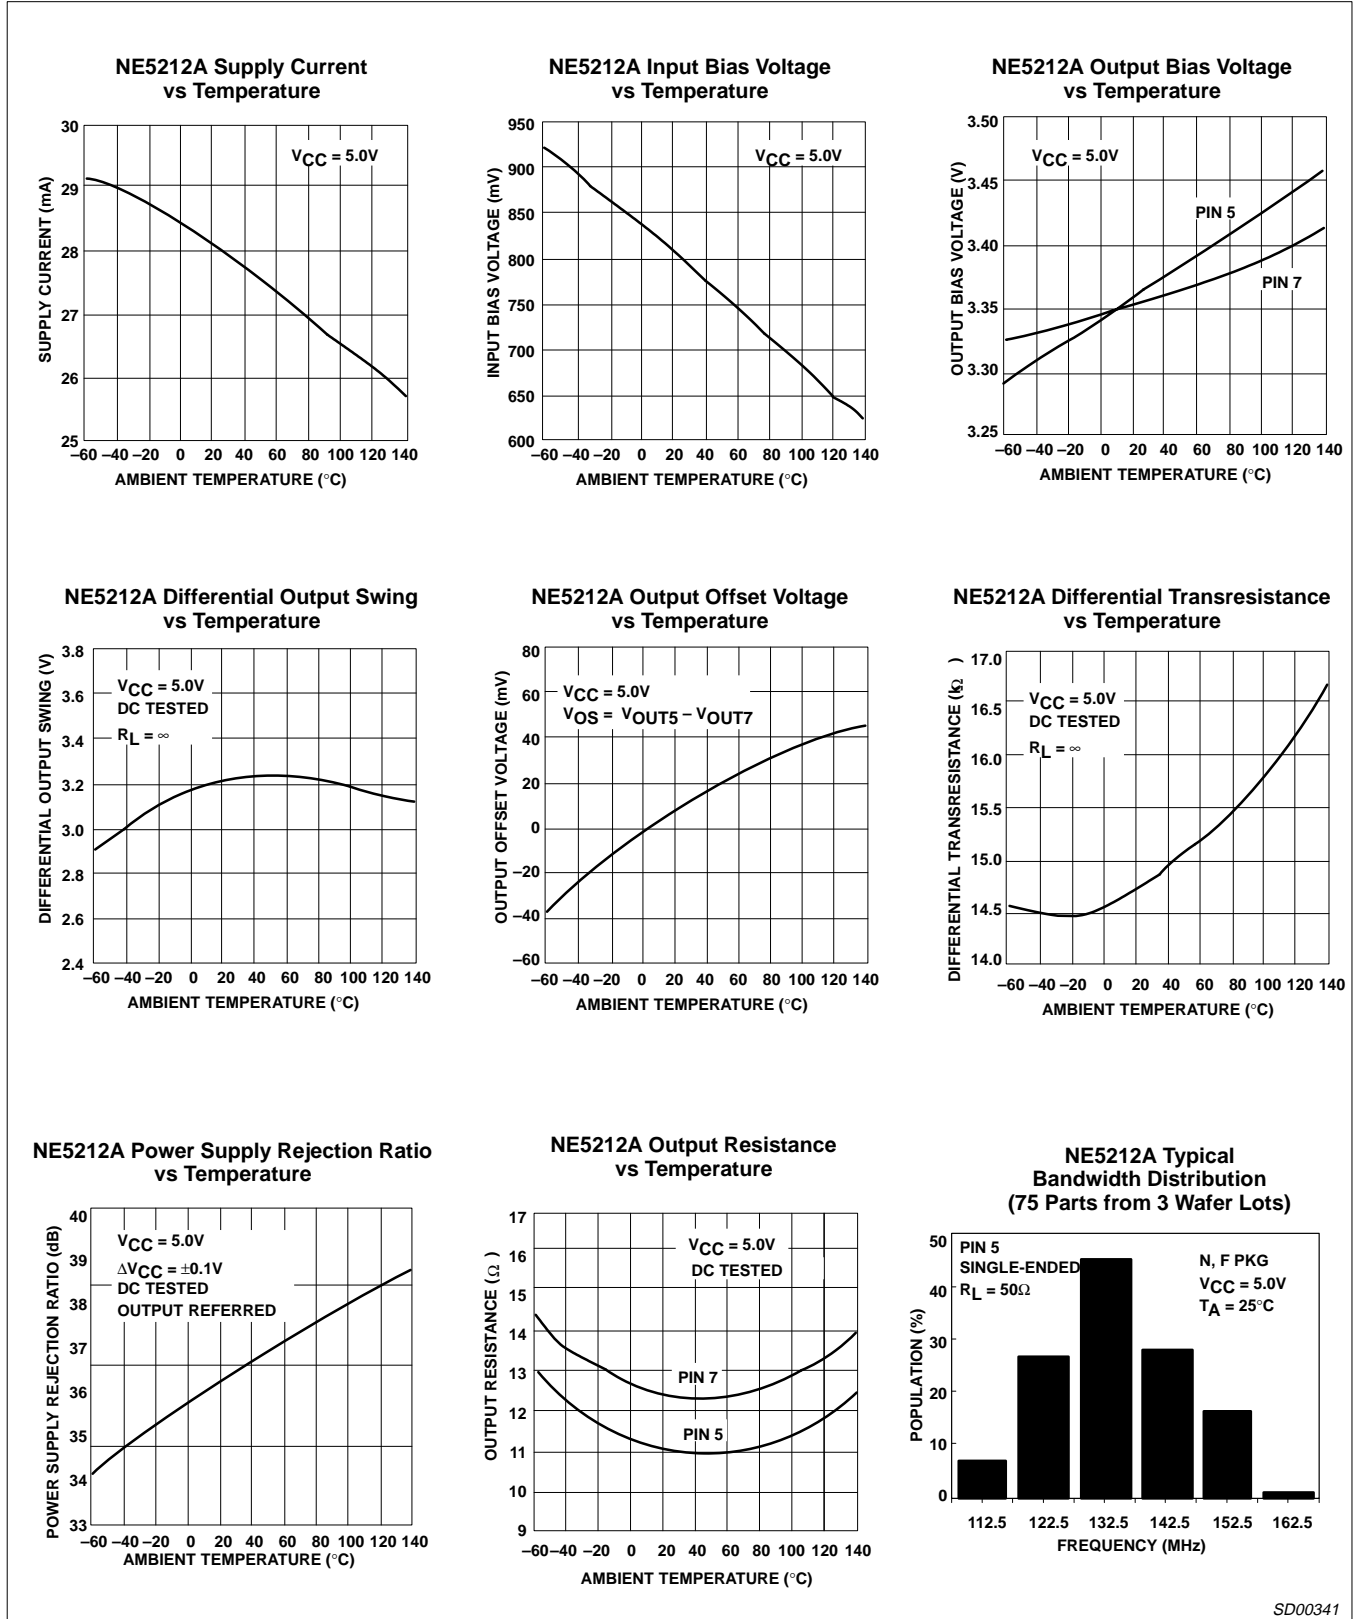 NE5212A Supply Current
vs Temperature
30
29
28
27
26
25
SUPPLY CURRENT (mA)
VCC = 5.0V
–60 –40 –20 0 20 40 60 80 100 120 140
AMBIENT TEMPERATURE (°C)
NE5212A Input Bias Voltage
vs Temperature
950
900
850
800
750
700
650
600
INPUT BIAS VOLTAGE (mV)
VCC = 5.0V
–60 –40 –20 0 20 40 60 80 100 120 140
AMBIENT TEMPERATURE (°C)
NE5212A Output Bias Voltage
vs Temperature
3.50
3.45
3.40
3.35
3.30
3.25
OUTPUT BIAS VOLTAGE (V)
VCC = 5.0V
PIN 5
PIN 7
–60 –40 –20 0 20 40 60 80 100 120 140
AMBIENT TEMPERATURE (°C)
NE5212A Differential Output Swing
vs Temperature
3.8
3.6
3.4
3.2
3.0
2.8
2.6
2.4
DIFFERENTIAL OUTPUT SWING (V)
VCC = 5.0V
DC TESTED
RL = ∞
–60 –40 –20 0 20 40 60 80 100 120 140
AMBIENT TEMPERATURE (°C)
NE5212A Output Offset Voltage
vs Temperature
80
60
40
20
0
–20
–40
–60
OUTPUT OFFSET VOLTAGE (mV)
VCC = 5.0V
VOS = VOUT5 – VOUT7
–60 –40 –20 0 20 40 60 80 100 120 140
AMBIENT TEMPERATURE (°C)
NE5212A Differential Transresistance
vs Temperature
17.0
16.5
16.0
15.5
15.0
14.5
14.0
DIFFERENTIAL TRANSRESISTANCE (kΩ)
VCC = 5.0V
DC TESTED
RL = ∞
–60 –40 –20 0 20 40 60 80 100 120 140
AMBIENT TEMPERATURE (°C)
NE5212A Power Supply Rejection Ratio
vs Temperature
40
39
38
37
36
35
34
33
POWER SUPPLY REJECTION RATIO (dB)
VCC = 5.0V
ΔVCC = ±0.1V
DC TESTED
OUTPUT REFERRED
–60 –40 –20 0 20 40 60 80 100 120 140
AMBIENT TEMPERATURE (°C)
NE5212A Output Resistance
vs Temperature
17
16
15
14
13
12
11
10
9
OUTPUT RESISTANCE (Ω)
VCC = 5.0V
DC TESTED
PIN 7
PIN 5
–60 –40 –20 0 20 40 60 80 100 120 140
AMBIENT TEMPERATURE (°C)
NE5212A Typical
Bandwidth Distribution
(75 Parts from 3 Wafer Lots)
50
40
30
20
10
0
POPULATION (%)
PIN 5
SINGLE-ENDED
RL = 50Ω
N, F PKG
VCC = 5.0V
TA = 25°C
112.5 122.5 132.5 142.5 152.5 162.5
FREQUENCY (MHz)
SD00341